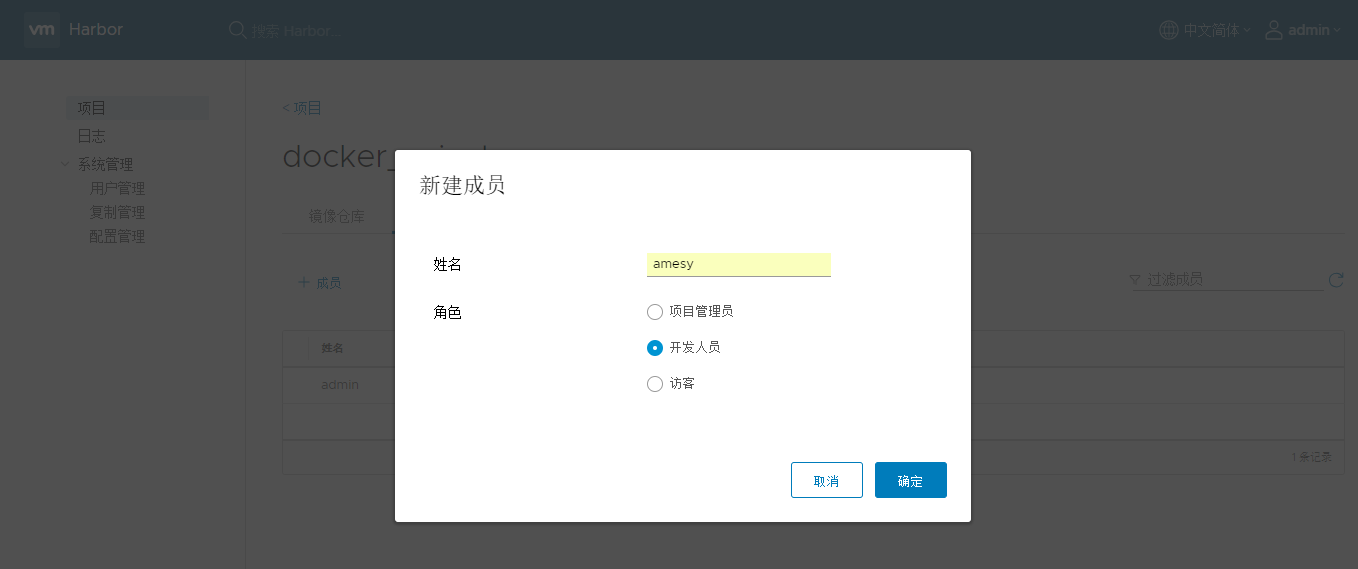 vm Harbor
搜索 Harbor...
中文简体
admin
项目
日志
系统管理
用户管理
复制管理
配置管理
< 项目
镜像仓库
+ 成员
过滤成员
姓名
admin
1 条记录
新建成员
姓名
amesy
角色
项目管理员
开发人员
访客
取消
确定